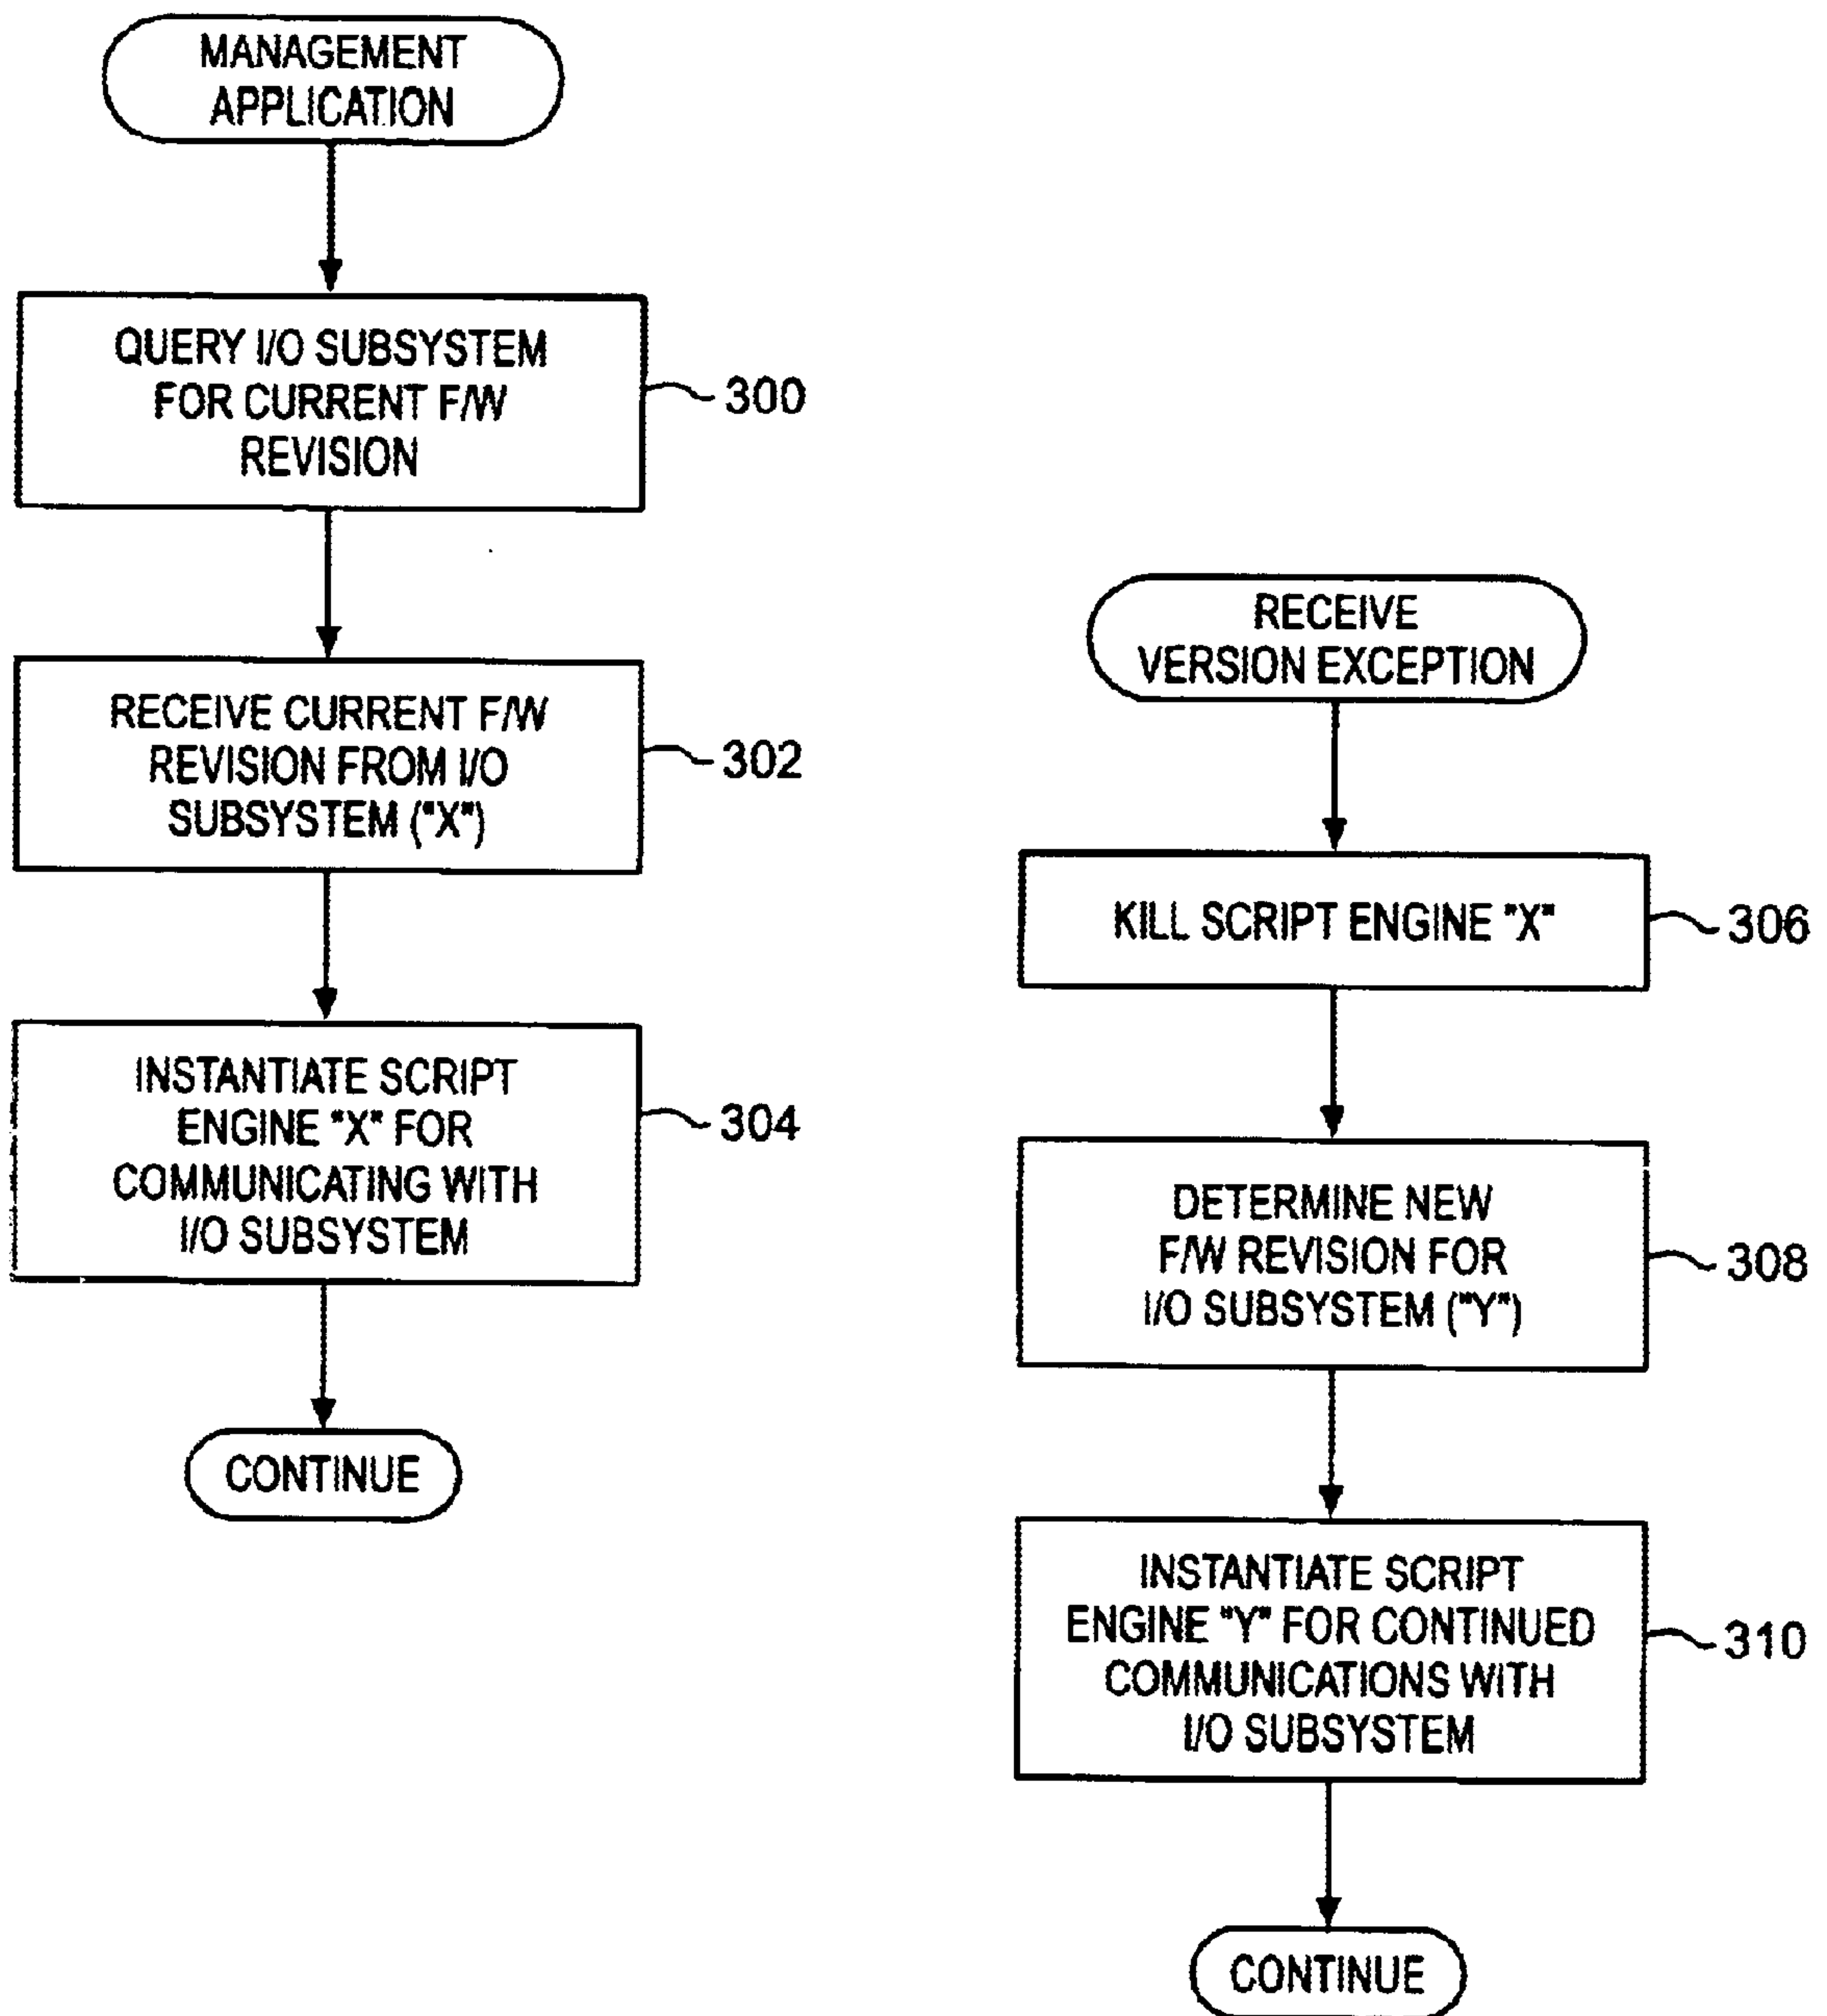 MANAGEMENT
APPLICATION
QUERY I/O SUBSYSTEM
FOR CURRENT F/W
REVISION
300
RECEIVE CURRENT F/W
REVISION FROM I/O
SUBSYSTEM ("X")
302
INSTANTIATE SCRIPT
ENGINE "X" FOR
COMMUNICATING WITH
I/O SUBSYSTEM
304
CONTINUE
RECEIVE
VERSION EXCEPTION
KILL SCRIPT ENGINE "X"
306
DETERMINE NEW
F/W REVISION FOR
I/O SUBSYSTEM ("Y")
308
INSTANTIATE SCRIPT
ENGINE "Y" FOR CONTINUED
COMMUNICATIONS WITH
I/O SUBSYSTEM
310
CONTINUE